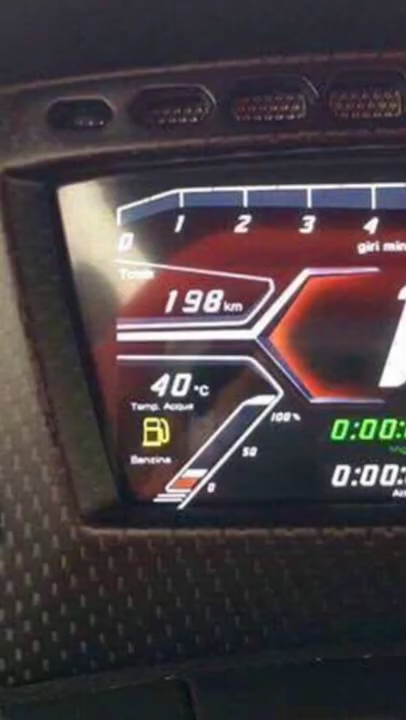 0 1 2 3 4
giri min
Totale
198 km
40 °C
Temp. Acqua
100%
Benzina
50
0
0:00:
0:00: